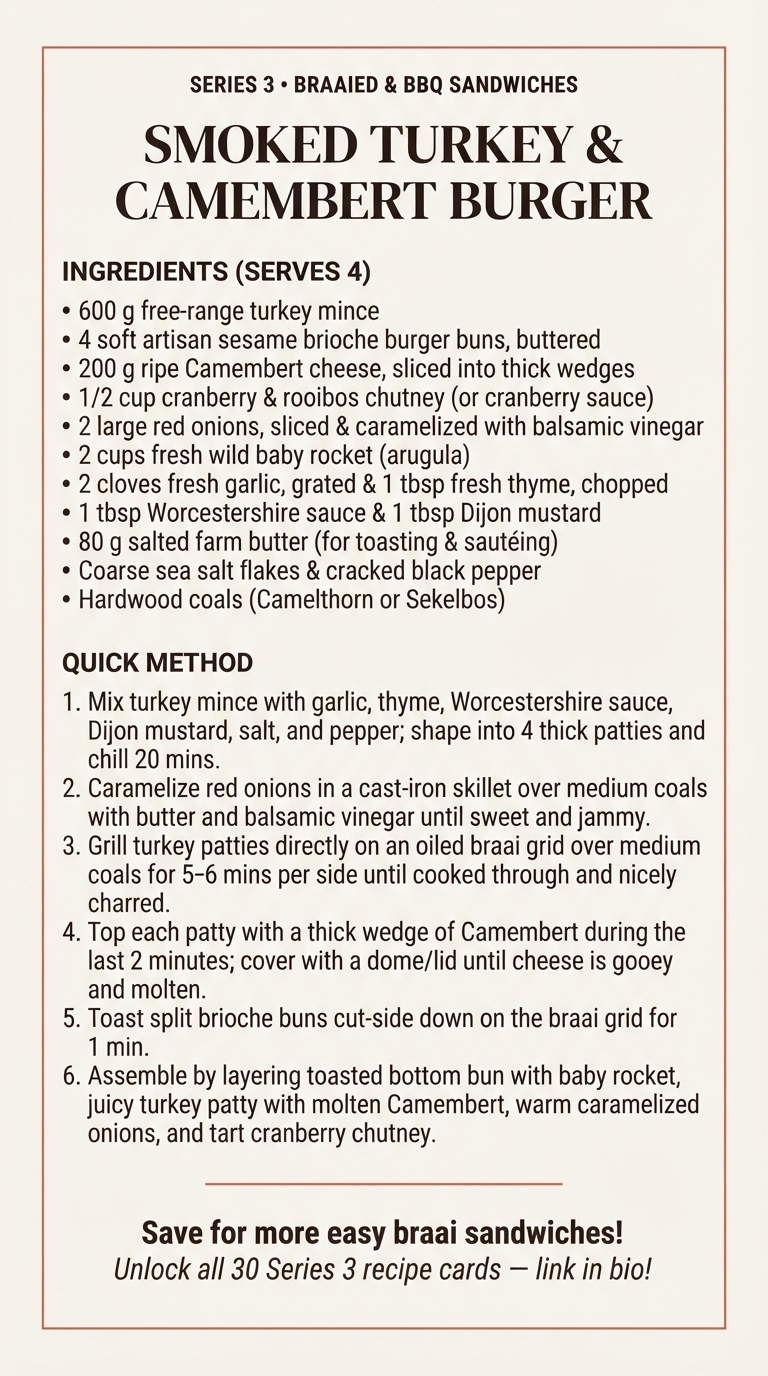 SERIES 3 • BRAAIED & BBQ SANDWICHES
SMOKED TURKEY &
CAMEMBERT BURGER
INGREDIENTS (SERVES 4)
• 600 g free-range turkey mince
• 4 soft artisan sesame brioche burger buns, buttered
• 200 g ripe Camembert cheese, sliced into thick wedges
• 1/2 cup cranberry & rooibos chutney (or cranberry sauce)
• 2 large red onions, sliced & caramelized with balsamic vinegar
• 2 cups fresh wild baby rocket (arugula)
• 2 cloves fresh garlic, grated & 1 tbsp fresh thyme, chopped
• 1 tbsp Worcestershire sauce & 1 tbsp Dijon mustard
• 80 g salted farm butter (for toasting & sautéing)
• Coarse sea salt flakes & cracked black pepper
• Hardwood coals (Camelthorn or Sekelbos)
QUICK METHOD
1. Mix turkey mince with garlic, thyme, Worcestershire sauce,
Dijon mustard, salt, and pepper; shape into 4 thick patties and
chill 20 mins.
2. Caramelize red onions in a cast-iron skillet over medium coals
with butter and balsamic vinegar until sweet and jammy.
3. Grill turkey patties directly on an oiled braai grid over medium
coals for 5–6 mins per side until cooked through and nicely
charred.
4. Top each patty with a thick wedge of Camembert during the
last 2 minutes; cover with a dome/lid until cheese is gooey
and molten.
5. Toast split brioche buns cut-side down on the braai grid for
1 min.
6. Assemble by layering toasted bottom bun with baby rocket,
juicy turkey patty with molten Camembert, warm caramelized
onions, and tart cranberry chutney.
Save for more easy braai sandwiches!
Unlock all 30 Series 3 recipe cards — link in bio!